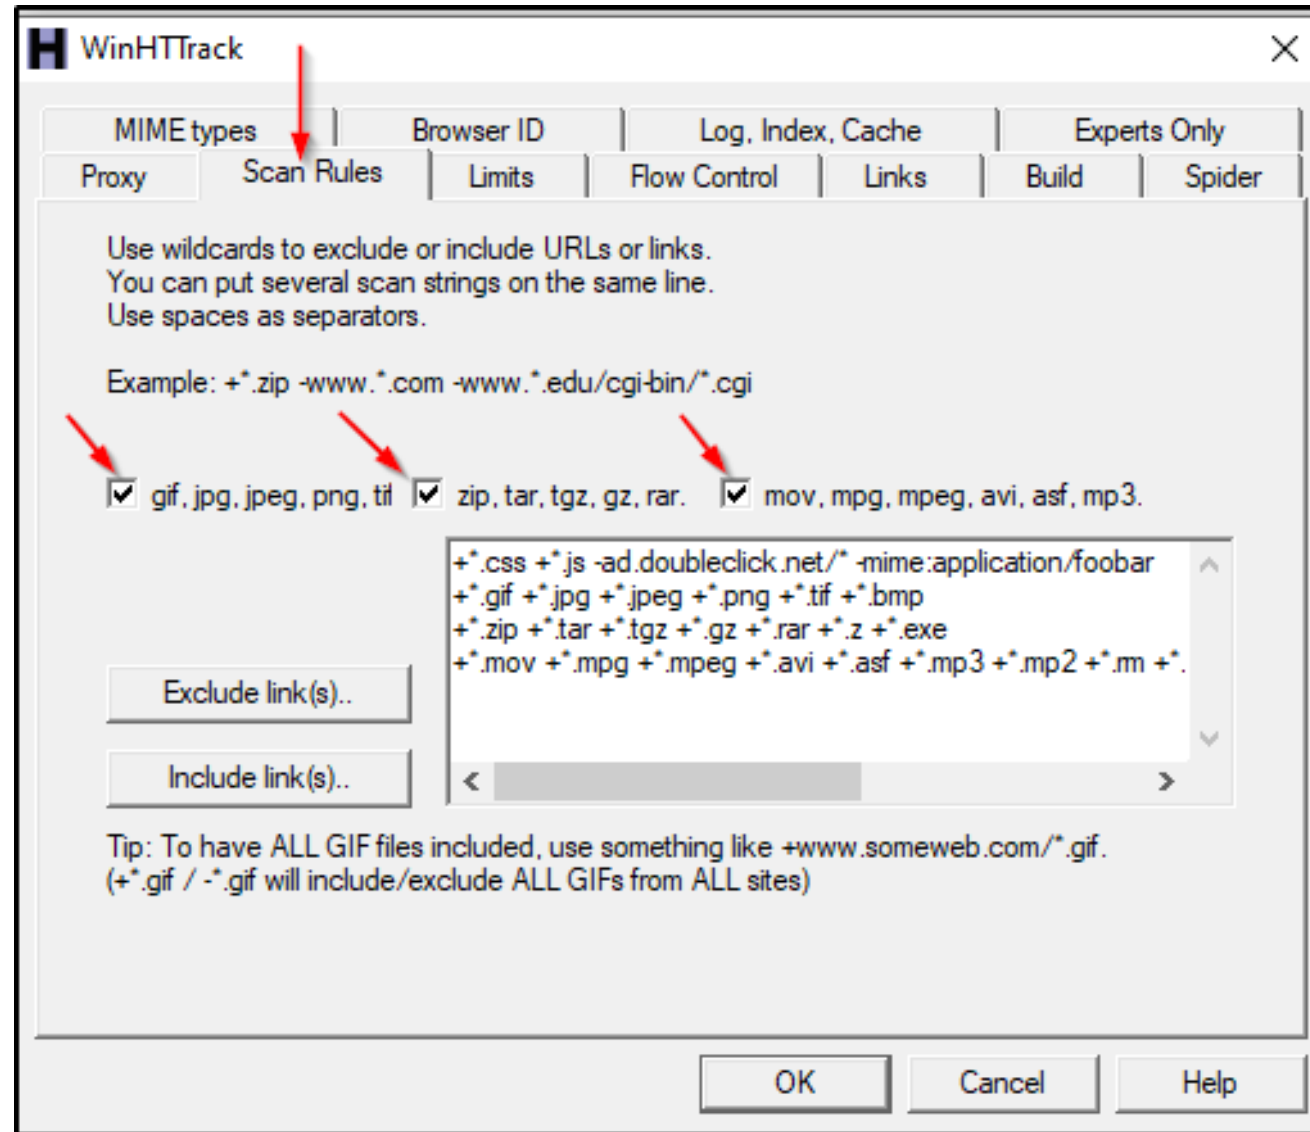 WinHTTrack
MIME types Browser ID Log, Index, Cache Experts Only
Proxy Scan Rules Limits Flow Control Links Build Spider
Use wildcards to exclude or include URLs or links.
You can put several scan strings on the same line.
Use spaces as separators.
Example: +*.zip -www.*.com -www.*.edu/cgi-bin/*.cgi
gif, jpg, jpeg, png, tif zip, tar, tgz, gz, rar. mov, mpg, mpeg, avi, asf, mp3.
+*.css +*.js -ad.doubleclick.net/* -mime:application/foobar
+*.gif +*.jpg +*.jpeg +*.png +*.tif +*.bmp
+*.zip +*.tar +*.tgz +*.gz +*.rar +*.z +*.exe
+*.mov +*.mpg +*.mpeg +*.avi +*.asf +*.mp3 +*.mp2 +*.rm +*.
Exclude link(s)..
Include link(s)..
Tip: To have ALL GIF files included, use something like +www.someweb.com/*.gif.
(+*.gif / -*.gif will include/exclude ALL GIFs from ALL sites)
OK Cancel Help